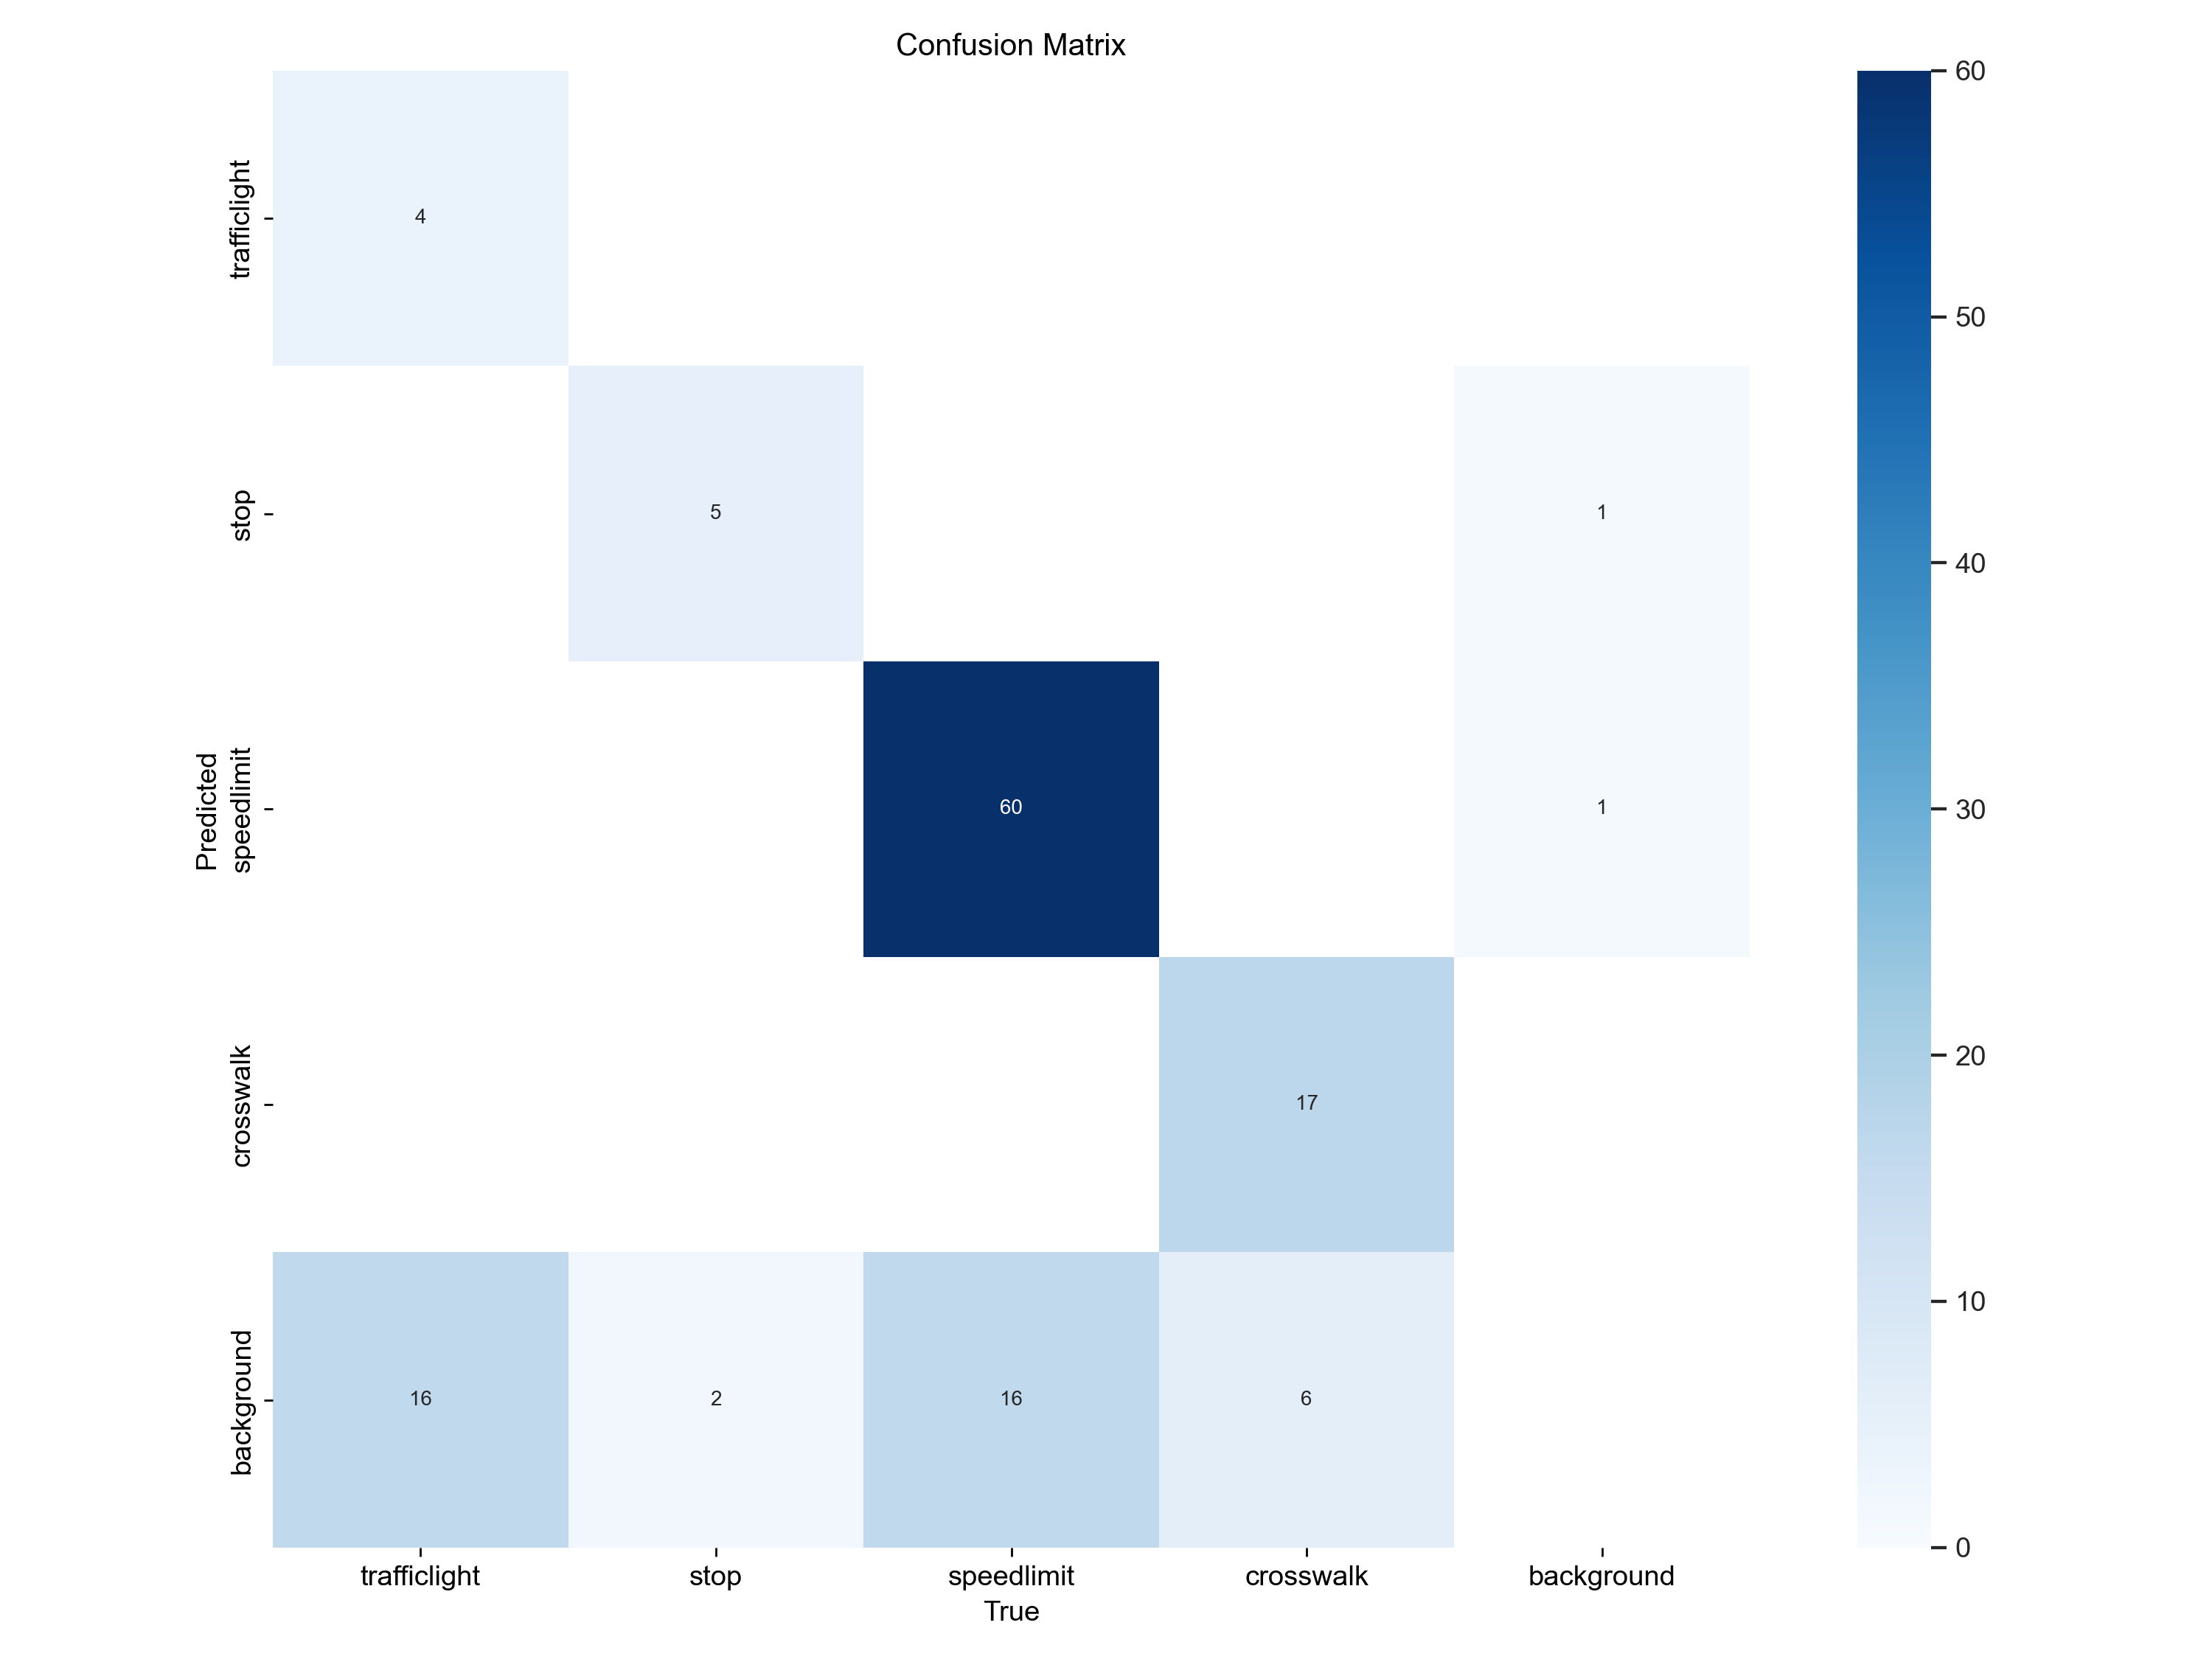 Confusion Matrix
trafficlight
4
stop
5
1
Predicted
speedlimit
60
1
crosswalk
17
background
16
2
16
6
trafficlight
stop
speedlimit
crosswalk
background
True
60
50
40
30
20
10
0